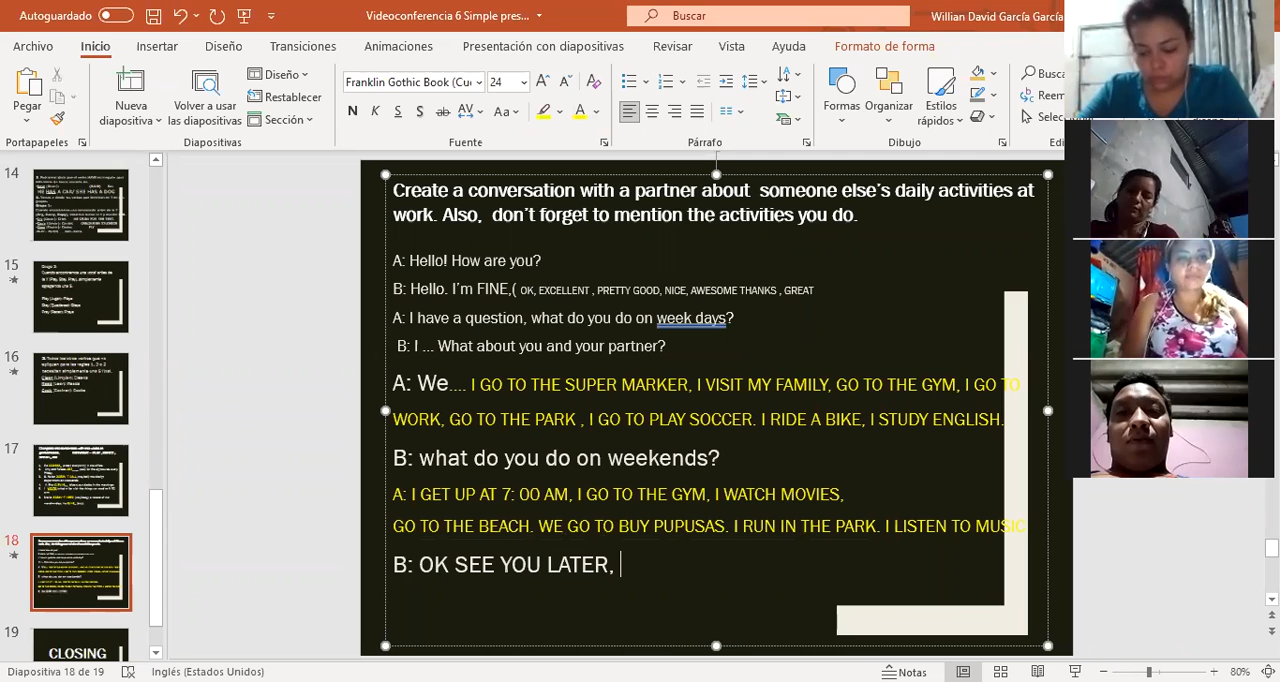 Autoguardado
Videoconferencia 6 Simple pres...
Buscar
Willian David García García
Archivo
Inicio
Insertar
Diseño
Transiciones
Animaciones
Presentación con diapositivas
Revisar
Vista
Ayuda
Formato de forma
Pegar
Nueva
diapositiva
Volver a usar
las diapositivas
Diseño
Restablecer
Sección
Franklin Gothic Book (Cue
24
N K S S ab AV Aa
Formas
Organizar
Estilos
rápidos
Busca
Reem
Selec
Portapapeles
Diapositivas
Fuente
Párrafo
Dibujo
14
15
16
17
18
19
CLOSING
Create a conversation with a partner about someone else's daily activities at
work. Also, don't forget to mention the activities you do.
A: Hello! How are you?
B: Hello. I'm FINE,( OK, EXCELLENT , PRETTY GOOD, NICE, AWESOME THANKS , GREAT
A: I have a question, what do you do on week days?
B: I ... What about you and your partner?
A: We.... I GO TO THE SUPER MARKER, I VISIT MY FAMILY, GO TO THE GYM, I GO TO
WORK, GO TO THE PARK , I GO TO PLAY SOCCER. I RIDE A BIKE, I STUDY ENGLISH.
B: what do you do on weekends?
A: I GET UP AT 7: 00 AM, I GO TO THE GYM, I WATCH MOVIES,
GO TO THE BEACH. WE GO TO BUY PUPUSAS. I RUN IN THE PARK. I LISTEN TO MUSIC
B: OK SEE YOU LATER,
Diapositiva 18 de 19
Inglés (Estados Unidos)
Notas
80%